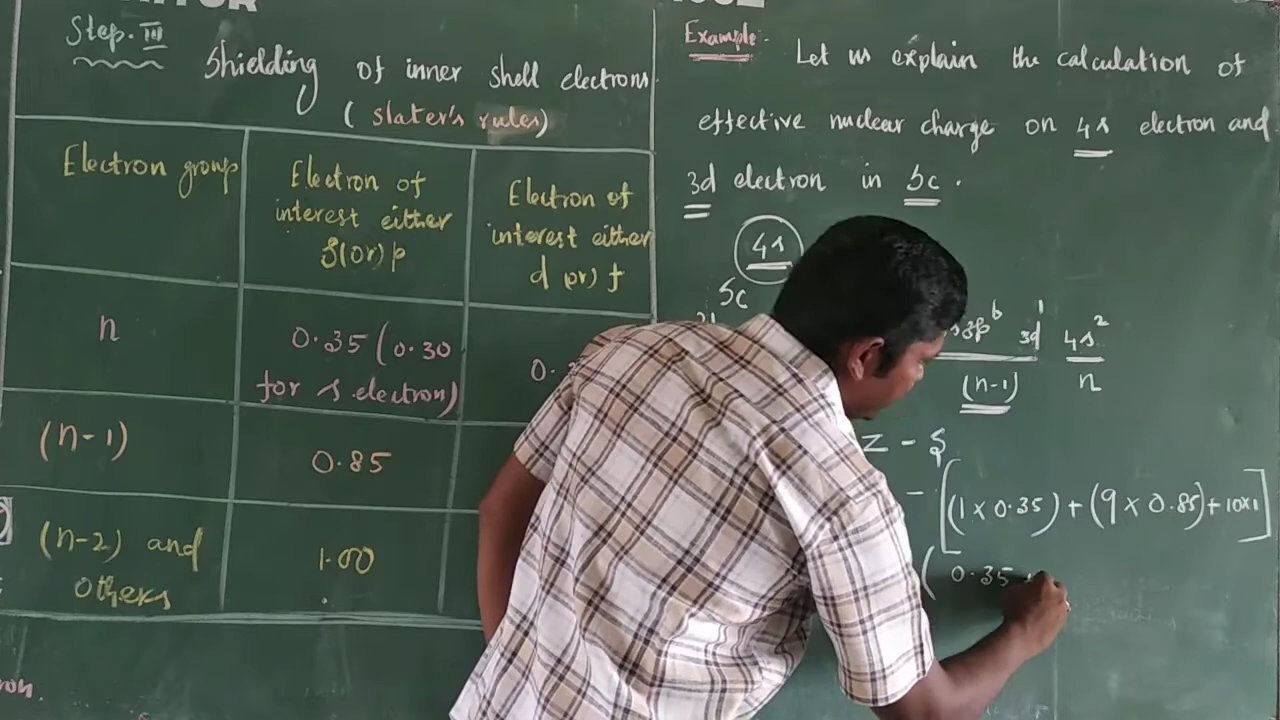 Step. III
Shielding of inner shell electrons.
( slater's rules)
Electron group
Electron of
interest either
S(or) p
Electron of
interest either
d (or) f
n
0.35 (0.30
for s electron)
0.
(n-1)
0.85
(n-2) and
others
1.00
Example:-
Let us explain the calculation of
effective nuclear charge on 4s electron and
3d electron in Sc.
4s
Sc
3p⁶ 3d¹ 4s²
(n-1) n
Z - S
- [(1 x 0.35) + (9 x 0.85) + 10x1]
( 0.35